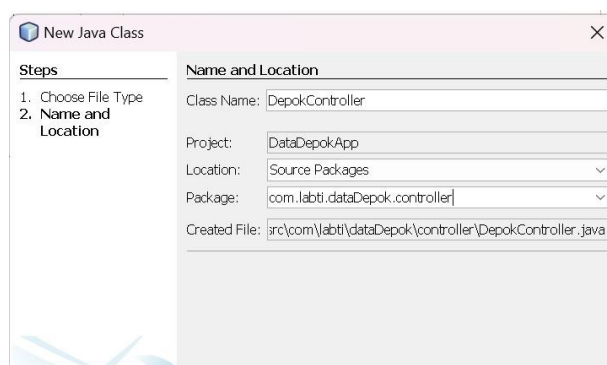 New Java Class
Steps
1. Choose File Type
2. Name and
Location
Name and Location
Class Name: DepokController
Project: DataDepokApp
Location: Source Packages
Package: com.labti.dataDepok.controller
Created File: src\com\labti\dataDepok\controller\DepokController.java